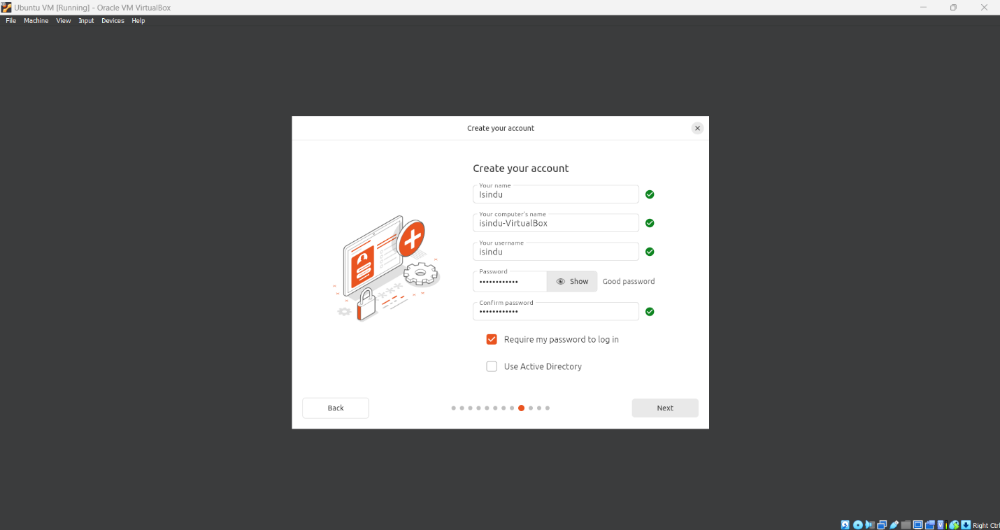 Ubuntu VM [Running] - Oracle VM VirtualBox
File Machine View Input Devices Help
Create your account
Create your account
Your name
Isindu
Your computer's name
isindu-VirtualBox
Your username
isindu
Password
•••••••••••• Show Good password
Confirm password
••••••••••••
Require my password to log in
Use Active Directory
Back Next
Right Ctrl